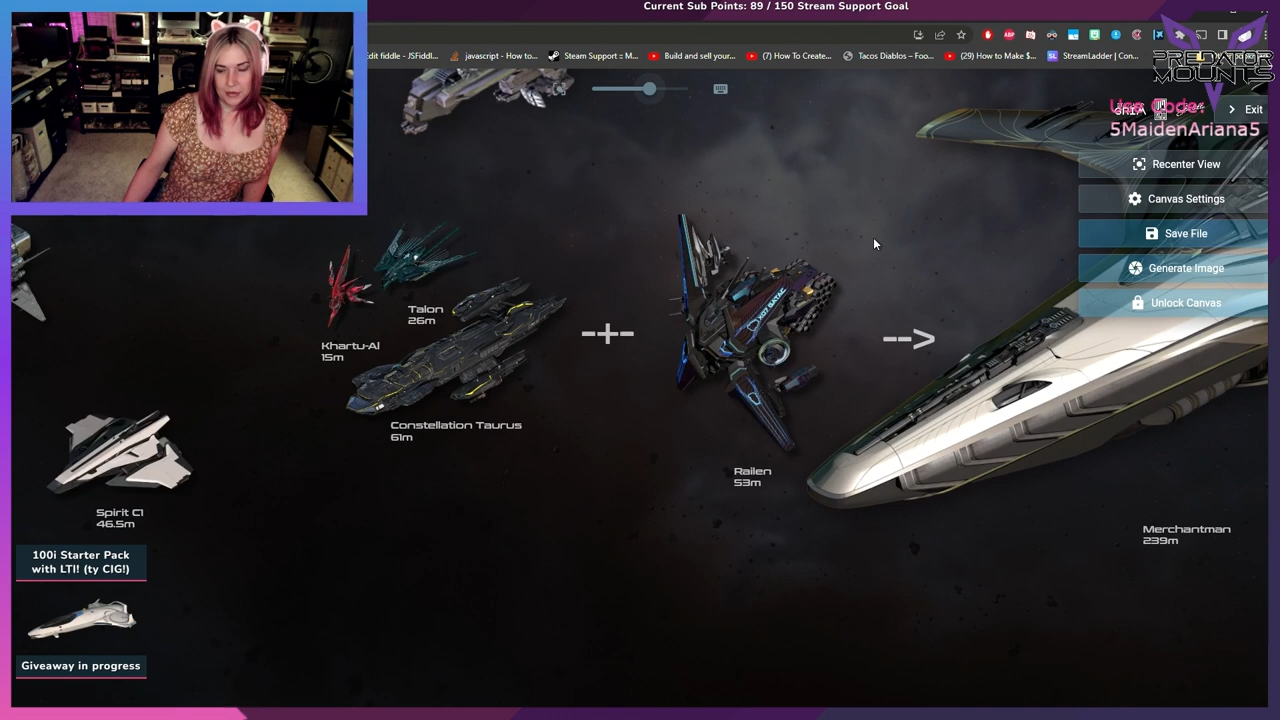 Current Sub Points: 89 / 150 Stream Support Goal
Edit fiddle - JSFiddl...
javascript - How to...
Steam Support :: M...
Build and sell your...
(7) How To Create...
Tacos Diablos – Foo...
(29) How to Make $...
StreamLadder | Con...
PREDATOR
MOUNTS
Use Code:
5MaidenAriana5
Exit
Recenter View
Canvas Settings
Save File
Generate Image
Unlock Canvas
Talon
26m
Khartu-Al
15m
-+-
-->
Constellation Taurus
61m
Railen
53m
Spirit C1
46.5m
Merchantman
239m
100i Starter Pack
with LTI! (ty CIG!)
Giveaway in progress